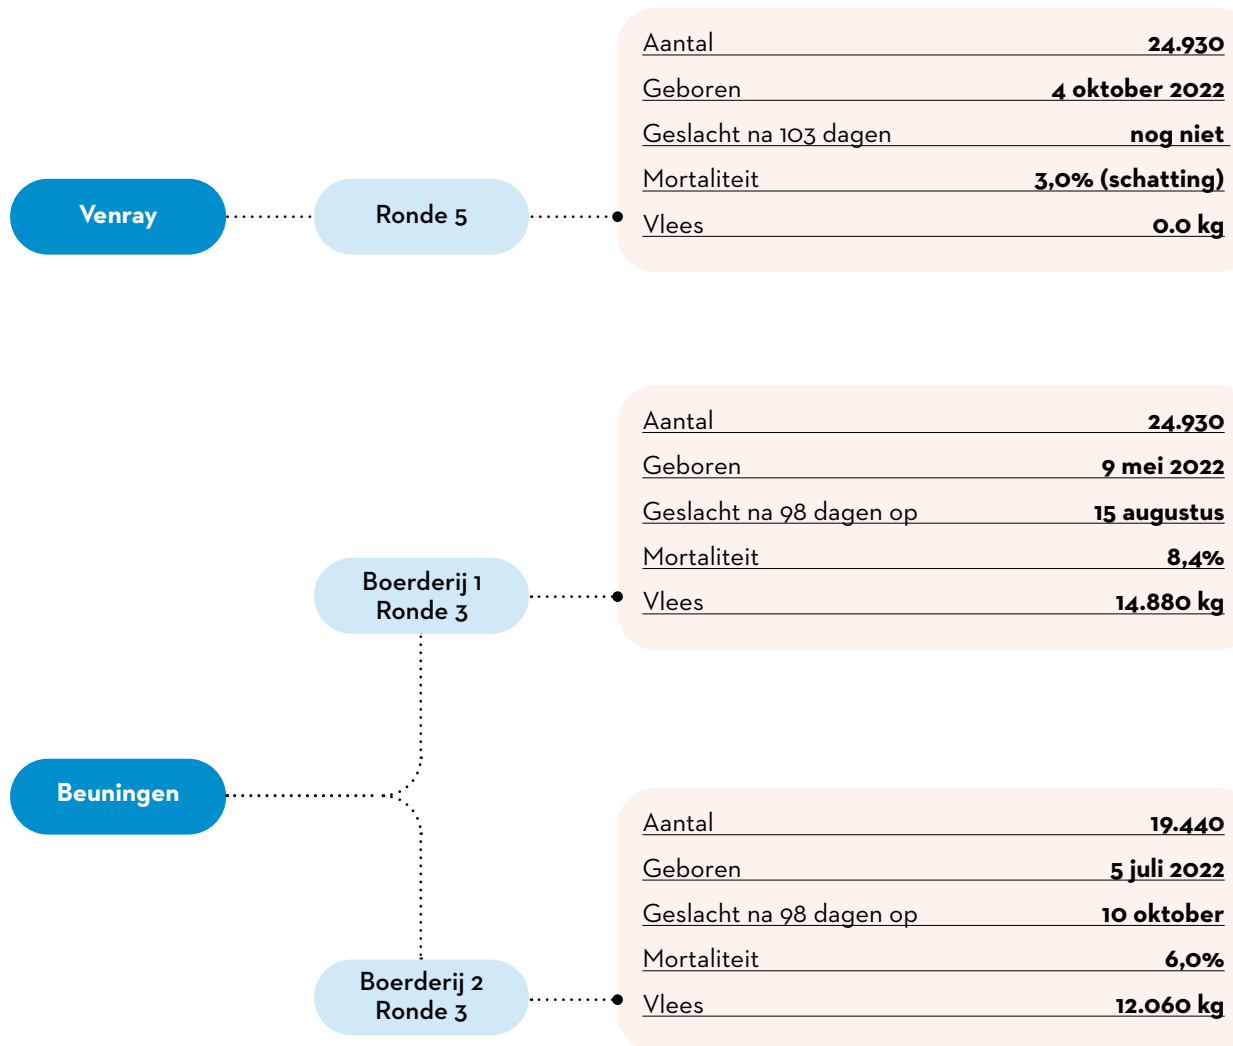 Venray
Ronde 5
Aantal 24.930
Geboren 4 oktober 2022
Geslacht na 103 dagen nog niet
Mortaliteit 3,0% (schatting)
Vlees 0.0 kg
Beuningen
Boerderij 1
Ronde 3
Aantal 24.930
Geboren 9 mei 2022
Geslacht na 98 dagen op 15 augustus
Mortaliteit 8,4%
Vlees 14.880 kg
Boerderij 2
Ronde 3
Aantal 19.440
Geboren 5 juli 2022
Geslacht na 98 dagen op 10 oktober
Mortaliteit 6,0%
Vlees 12.060 kg